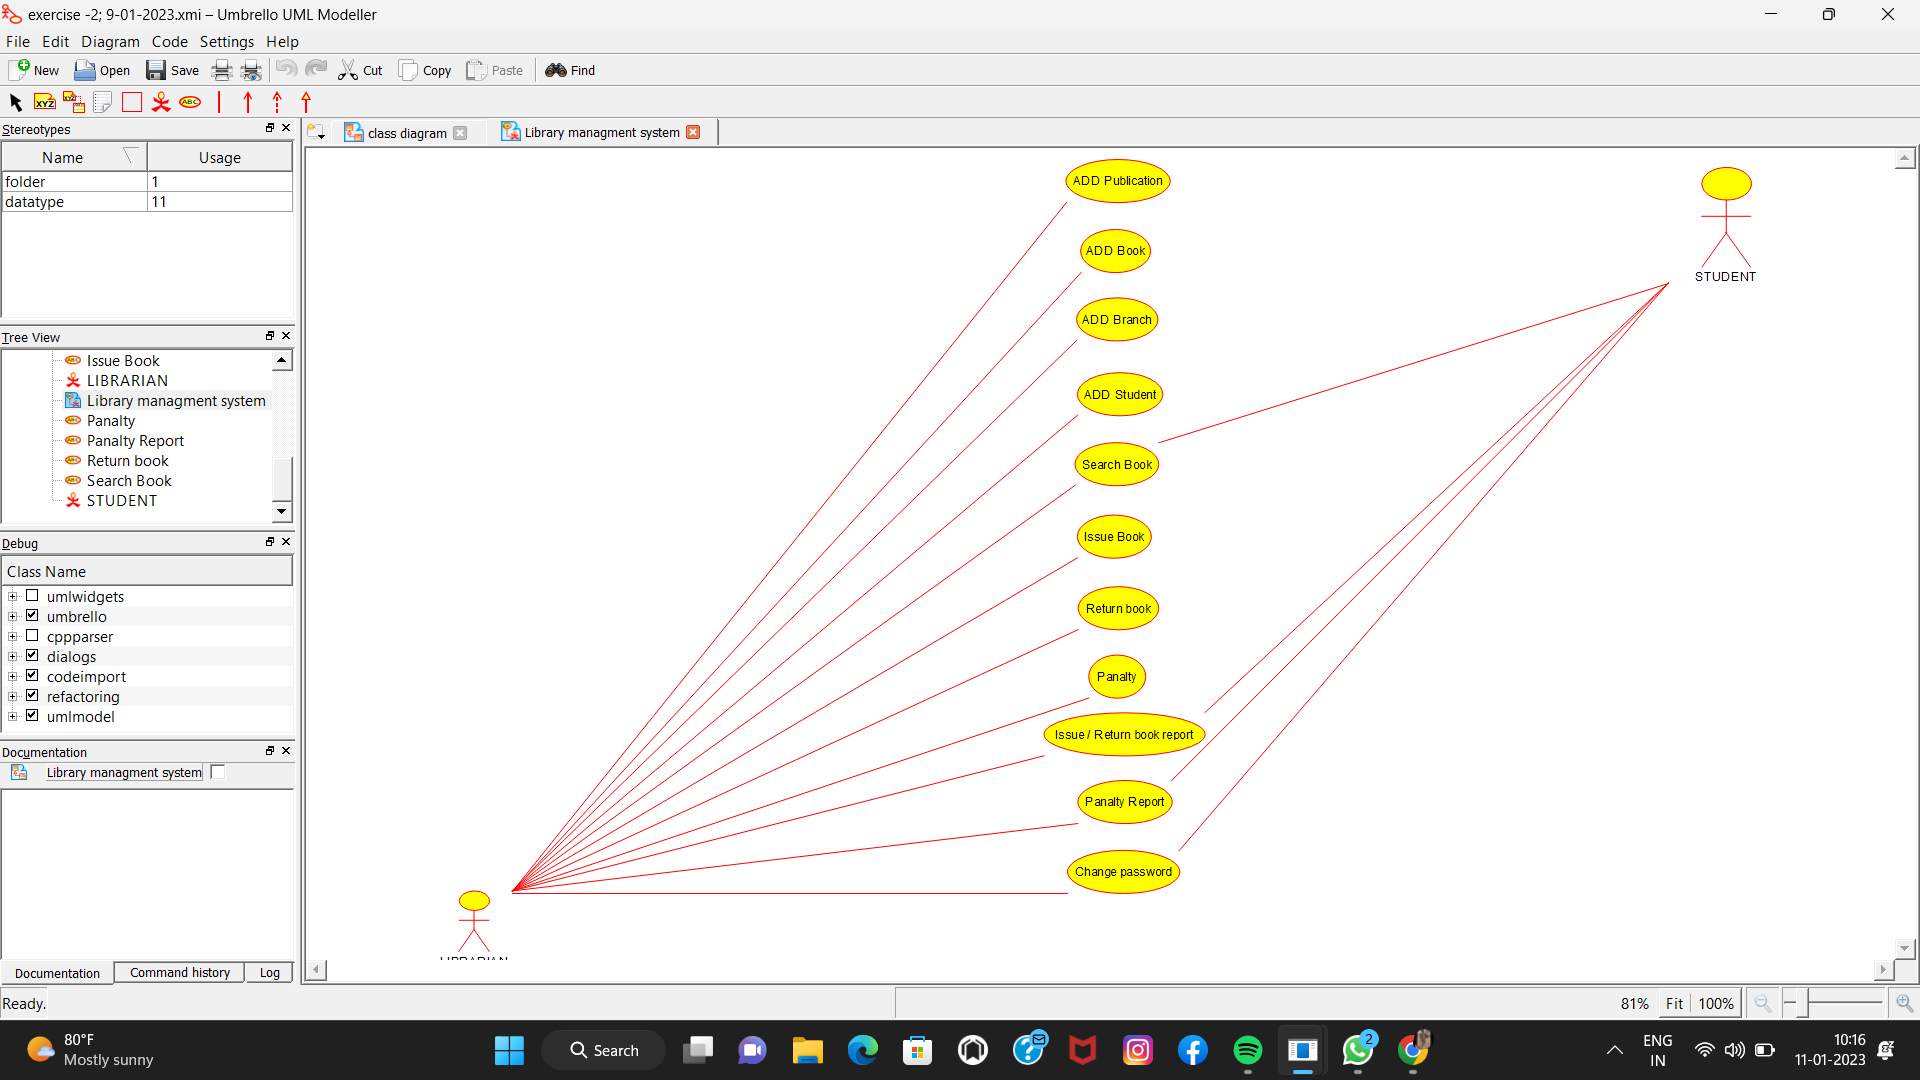 exercise -2; 9-01-2023.xmi – Umbrello UML Modeller
File Edit Diagram Code Settings Help
New Open Save Cut Copy Paste Find
XYZ XYZ ABC
Stereotypes
Name Usage
folder 1
datatype 11
Tree View
Issue Book
LIBRARIAN
Library managment system
Panalty
Panalty Report
Return book
Search Book
STUDENT
Debug
Class Name
umlwidgets
umbrello
cppparser
dialogs
codeimport
refactoring
umlmodel
Documentation
Library managment system
Documentation Command history Log
Ready.
class diagram Library managment system
ADD Publication
ADD Book
ADD Branch
ADD Student
Search Book
Issue Book
Return book
Panalty
Issue / Return book report
Panalty Report
Change password
STUDENT
LIBRARIAN
81% Fit 100%
80°F
Mostly sunny
Search
2
ENG
IN
10:16
11-01-2023